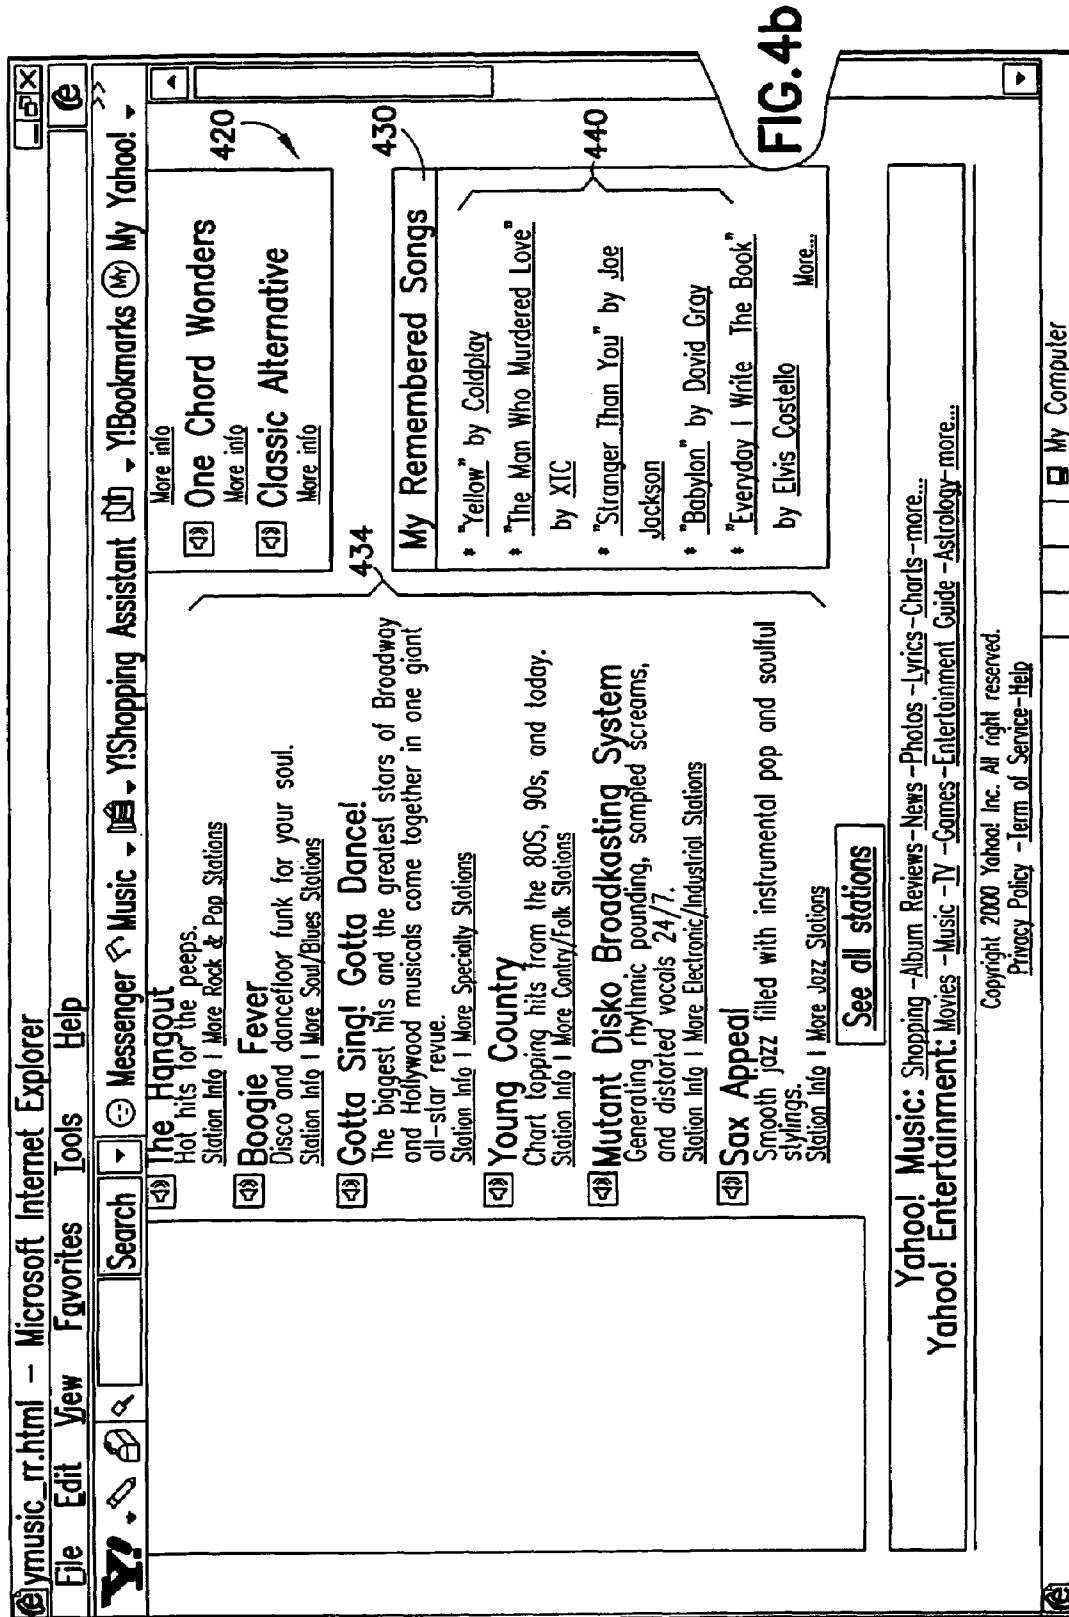 ymusic_rr.html — Microsoft Internet Explorer
File Edit View Favorites Tools Help
Y! Search Messenger Music Y!Shopping Assistant Y!Bookmarks My My Yahoo! >>
The Hangout
Hot hits for the peeps.
Station Info | More Rock & Pop Stations
Boogie Fever
Disco and dancefloor funk for your soul.
Station Info | More Soul/Blues Stations
Gotta Sing! Gotta Dance!
The biggest hits and the greatest stars of Broadway
and Hollywood musicals come together in one giant
all-star revue.
Station Info | More Specialty Stations
Young Country
Chart topping hits from the 80S, 90s, and today.
Station Info | More Contry/Folk Stations
Mutant Disko Broadkasting System
Generating rhythmic pounding, sampled screams,
and distorted vocals 24/7.
Station Info | More Electronic/Industrial Stations
Sax Appeal
Smooth jazz filled with instrumental pop and soulful
stylings.
Station Info | More Jazz Stations
See all stations
434
More info
One Chord Wonders
More info
Classic Alternative
More info
420
My Remembered Songs
430
* "Yellow" by Coldplay
* "The Man Who Murdered Love"
by XTC
* "Stranger Than You" by Joe
Jackson
* "Babylon" by David Gray
* "Everyday I Write The Book"
by Elvis Costello
More...
440
Yahoo! Music: Shopping-Album Reviews-News-Photos-Lyrics-Charts-more...
Yahoo! Entertainment: Movies-Music-TV-Games-Entertainment Guide-Astrology-more...
Copyright 2000 Yahoo! Inc. All right reserved.
Privacy Policy-Term of Service-Help
My Computer
FIG.4b